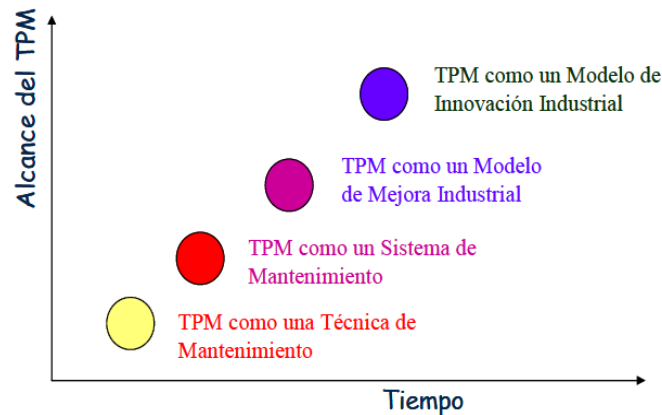 Alcance del TPM
TPM como un Modelo de
Innovación Industrial
TPM como un Modelo
de Mejora Industrial
TPM como un Sistema de
Mantenimiento
TPM como una Técnica de
Mantenimiento
Tiempo